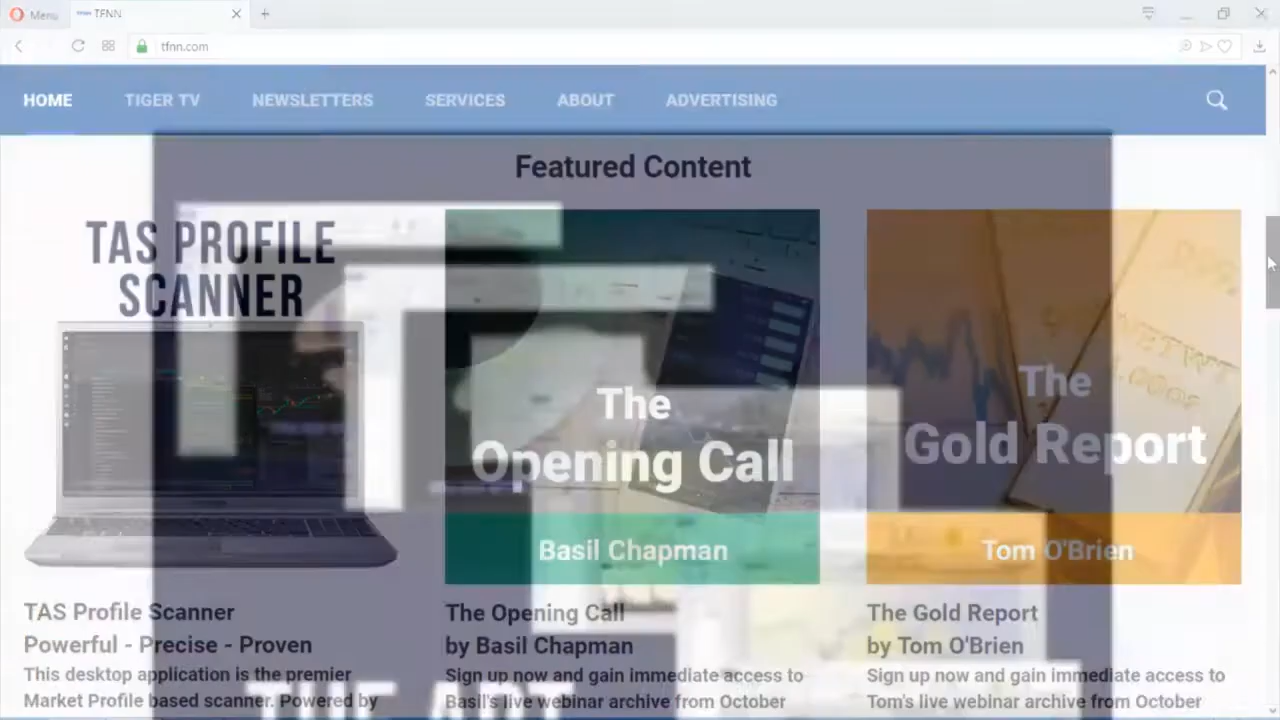 Menu
TFNN
tfnn.com
HOME
TIGER TV
NEWSLETTERS
SERVICES
ABOUT
ADVERTISING
Featured Content
TAS PROFILE
SCANNER
The
Opening Call
Basil Chapman
The
Gold Report
Tom O'Brien
TAS Profile Scanner
Powerful - Precise - Proven
This desktop application is the premier
Market Profile based scanner. Powered by
The Opening Call
by Basil Chapman
Sign up now and gain immediate access to
Basil's live webinar archive from October
The Gold Report
by Tom O'Brien
Sign up now and gain immediate access to
Tom's live webinar archive from October
THE ART